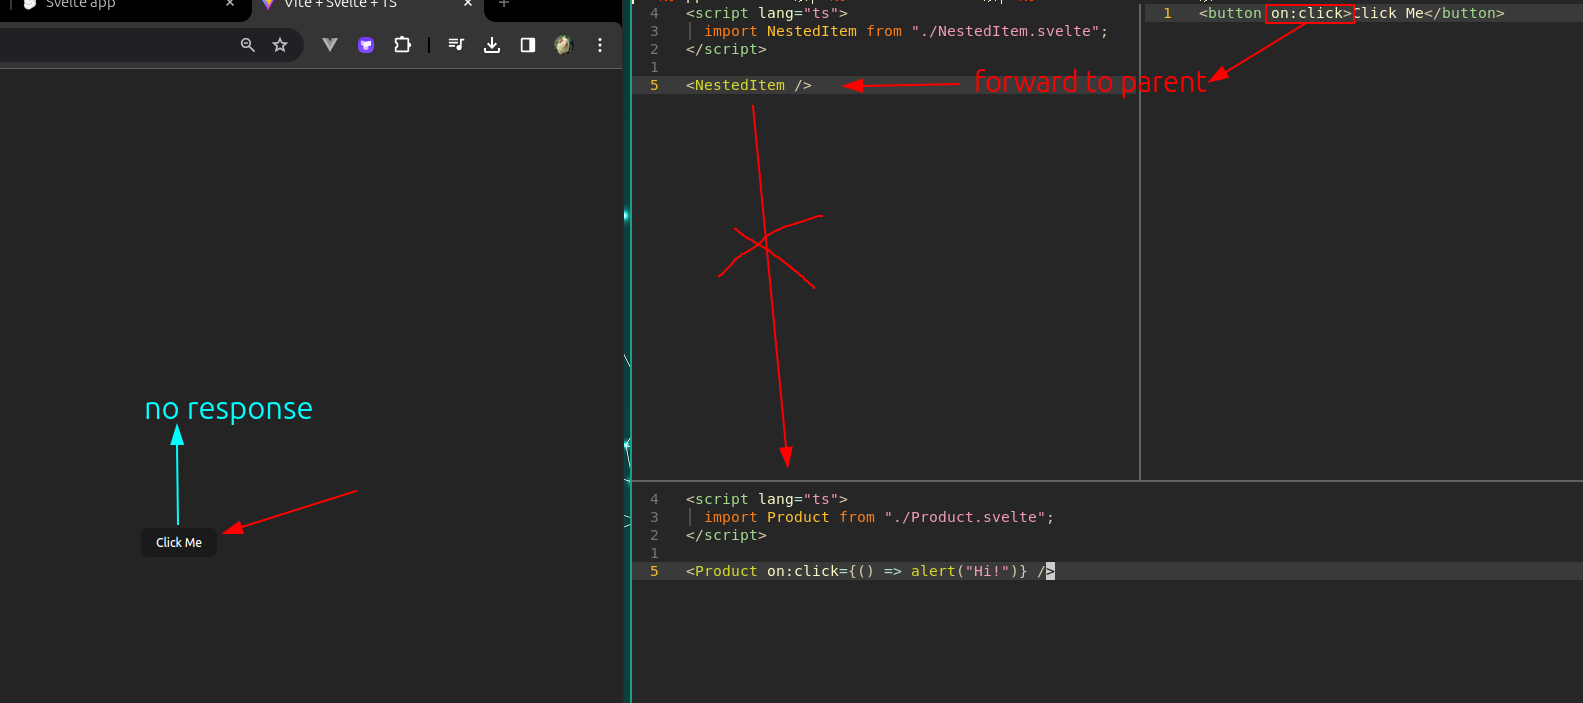 Svelte app × Vite + Svelte + TS × +
4 <script lang="ts">
3 import NestedItem from "./NestedItem.svelte";
2 </script>
1
5 <NestedItem />
1 <button on:click>Click Me</button>
forward to parent
no response
Click Me
4 <script lang="ts">
3 import Product from "./Product.svelte";
2 </script>
1
5 <Product on:click={() => alert("Hi!")} />